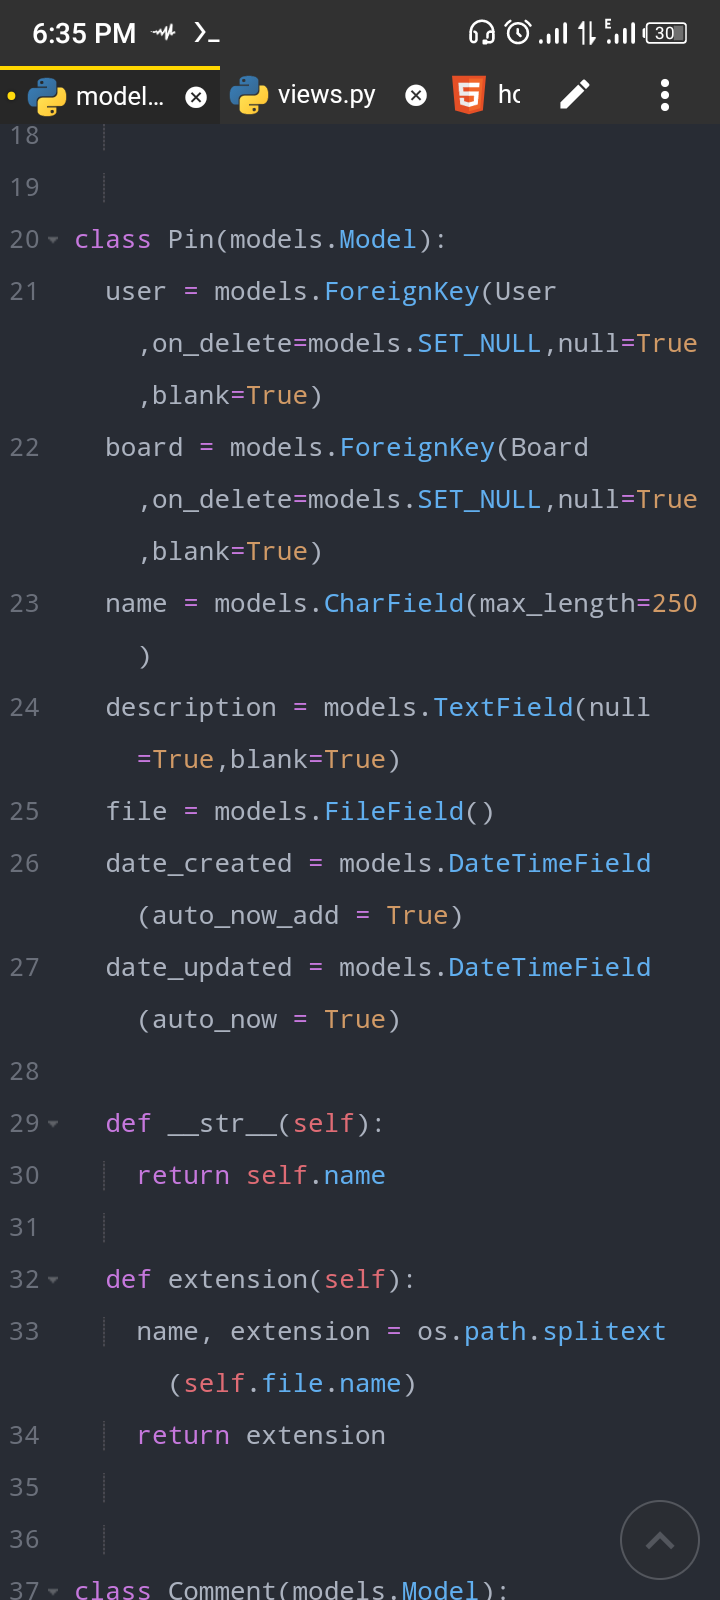 6:35 PM >_ E 30
model... views.py 5 hc
18
19
20 class Pin(models.Model):
21 user = models.ForeignKey(User
,on_delete=models.SET_NULL,null=True
,blank=True)
22 board = models.ForeignKey(Board
,on_delete=models.SET_NULL,null=True
,blank=True)
23 name = models.CharField(max_length=250
)
24 description = models.TextField(null
=True,blank=True)
25 file = models.FileField()
26 date_created = models.DateTimeField
(auto_now_add = True)
27 date_updated = models.DateTimeField
(auto_now = True)
28
29 def __str__(self):
30 return self.name
31
32 def extension(self):
33 name, extension = os.path.splitext
(self.file.name)
34 return extension
35
36
37 class Comment(models.Model):